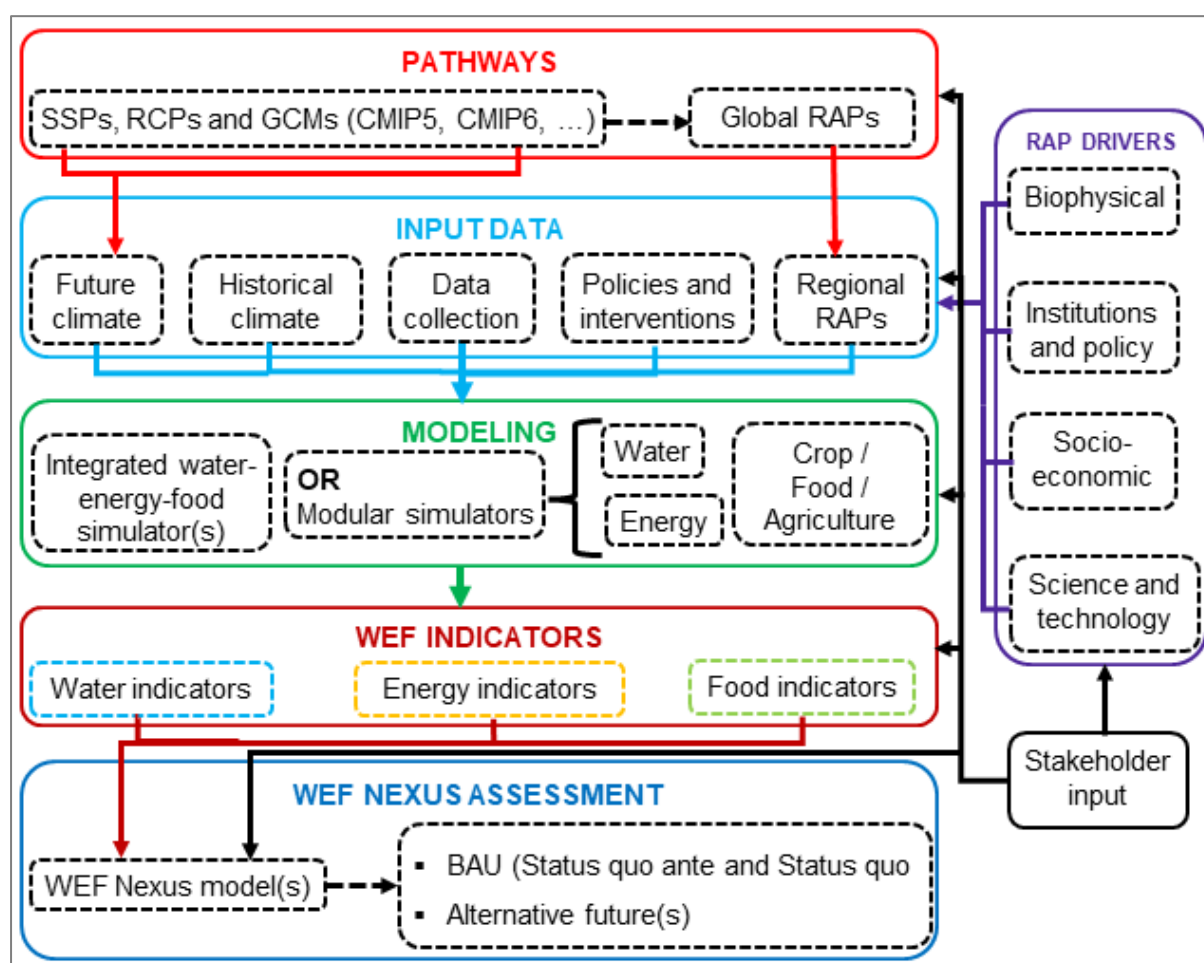 PATHWAYS
SSPs, RCPs and GCMs (CMIP5, CMIP6, …)
Global RAPs
INPUT DATA
Future
climate
Historical
climate
Data
collection
Policies and
interventions
Regional
RAPs
MODELING
Integrated water-
energy-food
simulator(s)
OR
Modular simulators
Water
Energy
Crop /
Food /
Agriculture
WEF INDICATORS
Water indicators
Energy indicators
Food indicators
WEF NEXUS ASSESSMENT
WEF Nexus model(s)
▪ BAU (Status quo ante and Status quo
▪ Alternative future(s)
RAP DRIVERS
Biophysical
Institutions
and policy
Socio-
economic
Science and
technology
Stakeholder
input